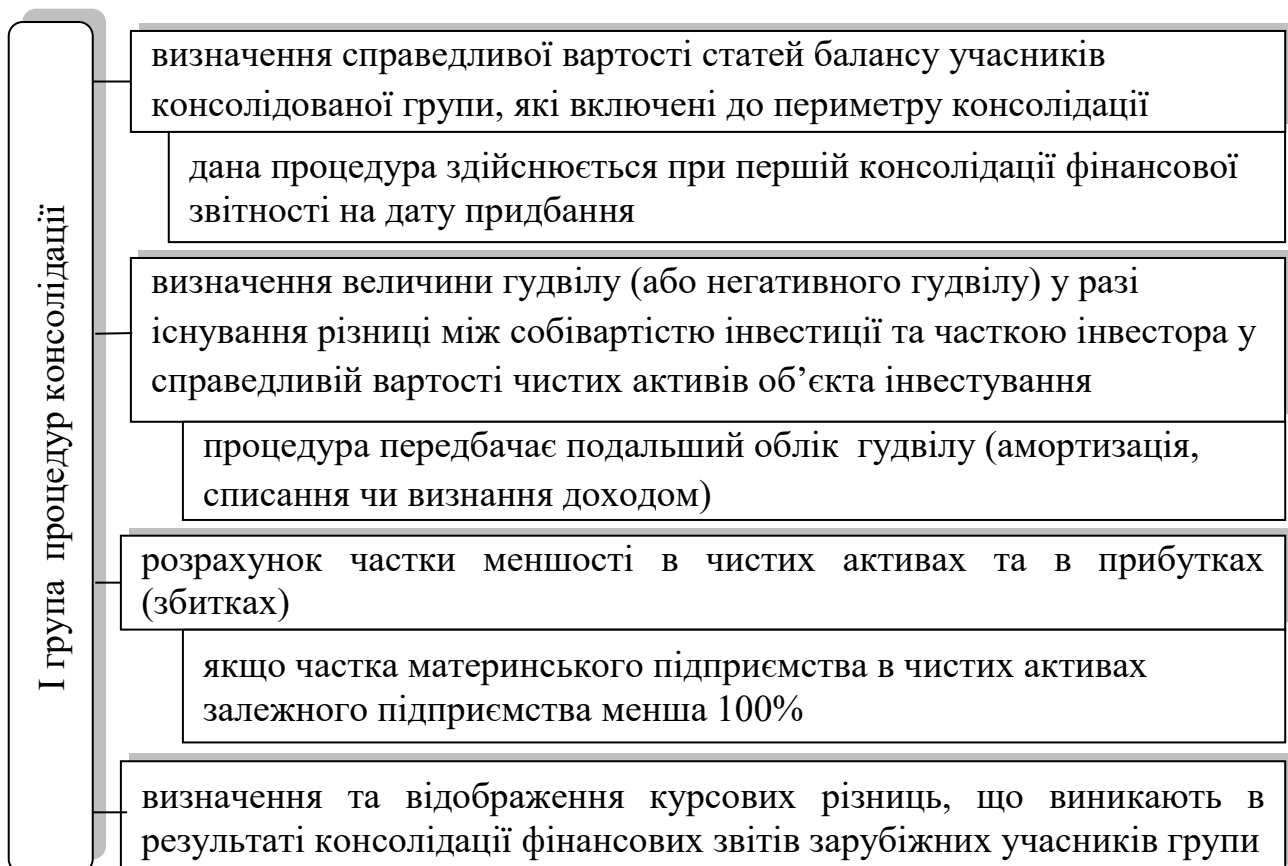 І група процедур консолідації
визначення справедливої вартості статей балансу учасників
консолідованої групи, які включені до периметру консолідації
дана процедура здійснюється при першій консолідації фінансової
звітності на дату придбання
визначення величини гудвілу (або негативного гудвілу) у разі
існування різниці між собівартістю інвестиції та часткою інвестора у
справедливій вартості чистих активів об’єкта інвестування
процедура передбачає подальший облік гудвілу (амортизація,
списання чи визнання доходом)
розрахунок частки меншості в чистих активах та в прибутках
(збитках)
якщо частка материнського підприємства в чистих активах
залежного підприємства менша 100%
визначення та відображення курсових різниць, що виникають в
результаті консолідації фінансових звітів зарубіжних учасників групи